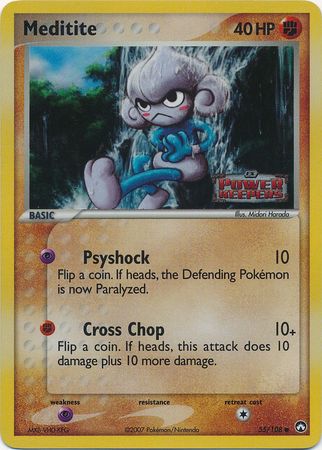 Meditite 40 HP
EX
POWER
KEEPERS
BASIC Illus. Midori Harada
Psyshock 10
Flip a coin. If heads, the Defending Pokémon
is now Paralyzed.
Cross Chop 10+
Flip a coin. If heads, this attack does 10
damage plus 10 more damage.
weakness resistance retreat cost
©2007 Pokémon/Nintendo 55/108 ●